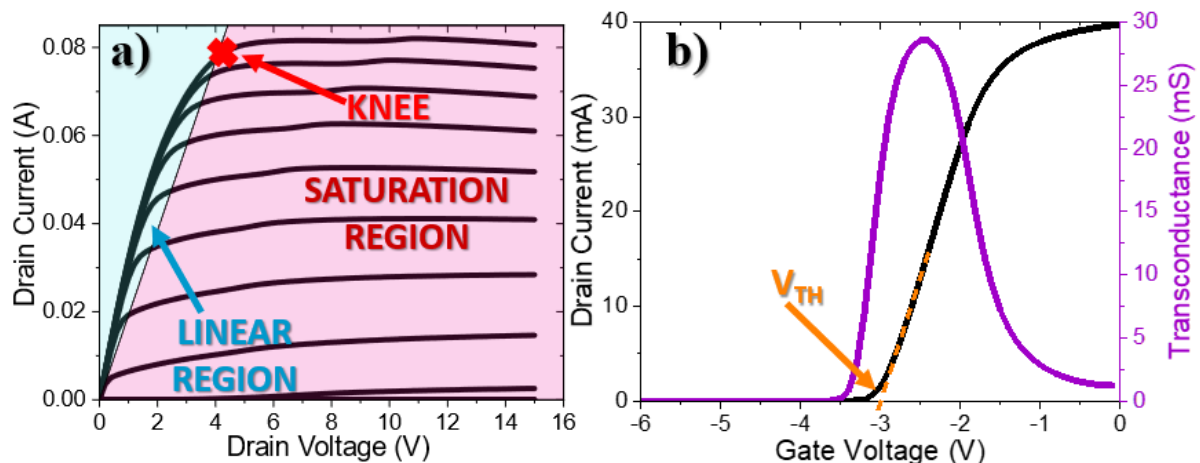 a)
KNEE
SATURATION
REGION
LINEAR
REGION
Drain Current (A)
0.08
0.06
0.04
0.02
0.00
0 2 4 6 8 10 12 14 16
Drain Voltage (V)
b)
V_TH
Drain Current (mA)
40
30
20
10
0
-6 -5 -4 -3 -2 -1 0
Gate Voltage (V)
30
25
20
15
10
5
0
Transconductance (mS)